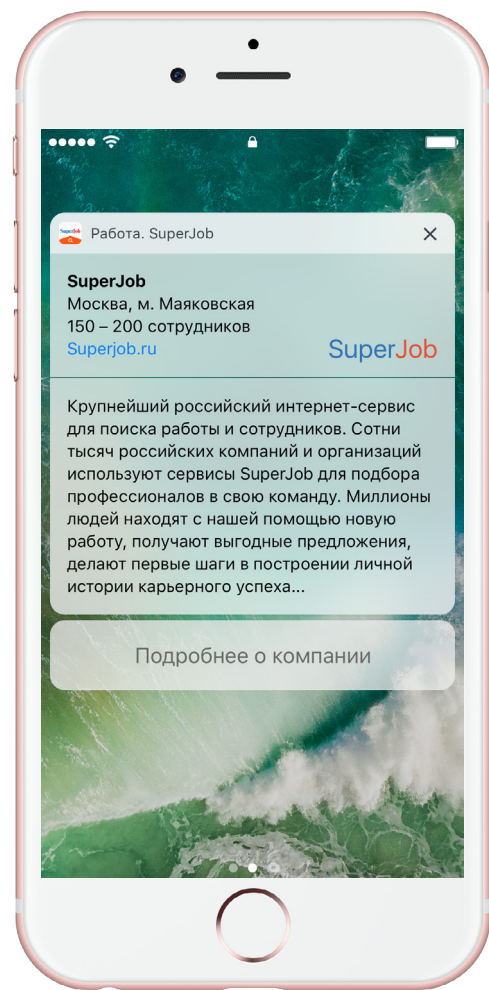 Работа. SuperJob
SuperJob
Москва, м. Маяковская
150 – 200 сотрудников
Superjob.ru
SuperJob
Крупнейший российский интернет-сервис
для поиска работы и сотрудников. Сотни
тысяч российских компаний и организаций
используют сервисы SuperJob для подбора
профессионалов в свою команду. Миллионы
людей находят с нашей помощью новую
работу, получают выгодные предложения,
делают первые шаги в построении личной
истории карьерного успеха...
Подробнее о компании